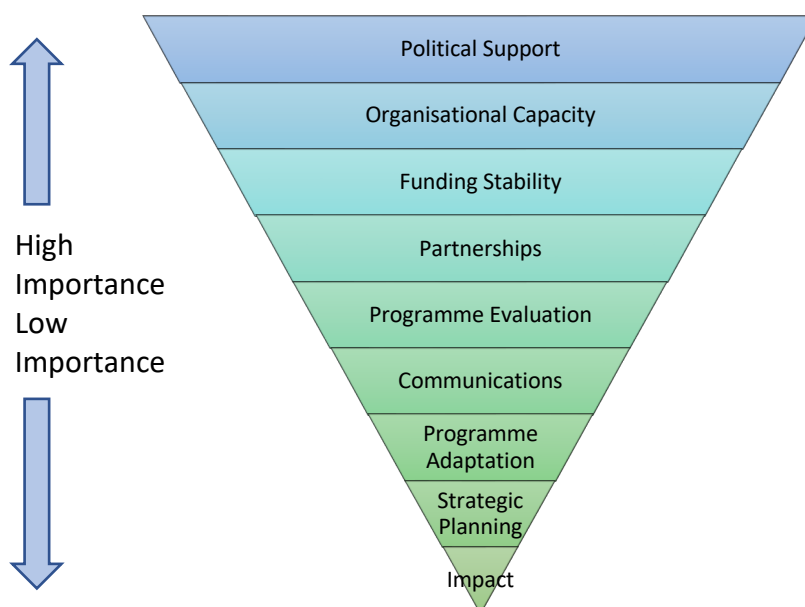 Political Support
Organisational Capacity
Funding Stability
High
Importance
Low
Importance
Partnerships
Programme Evaluation
Communications
Programme
Adaptation
Strategic
Planning
Impact